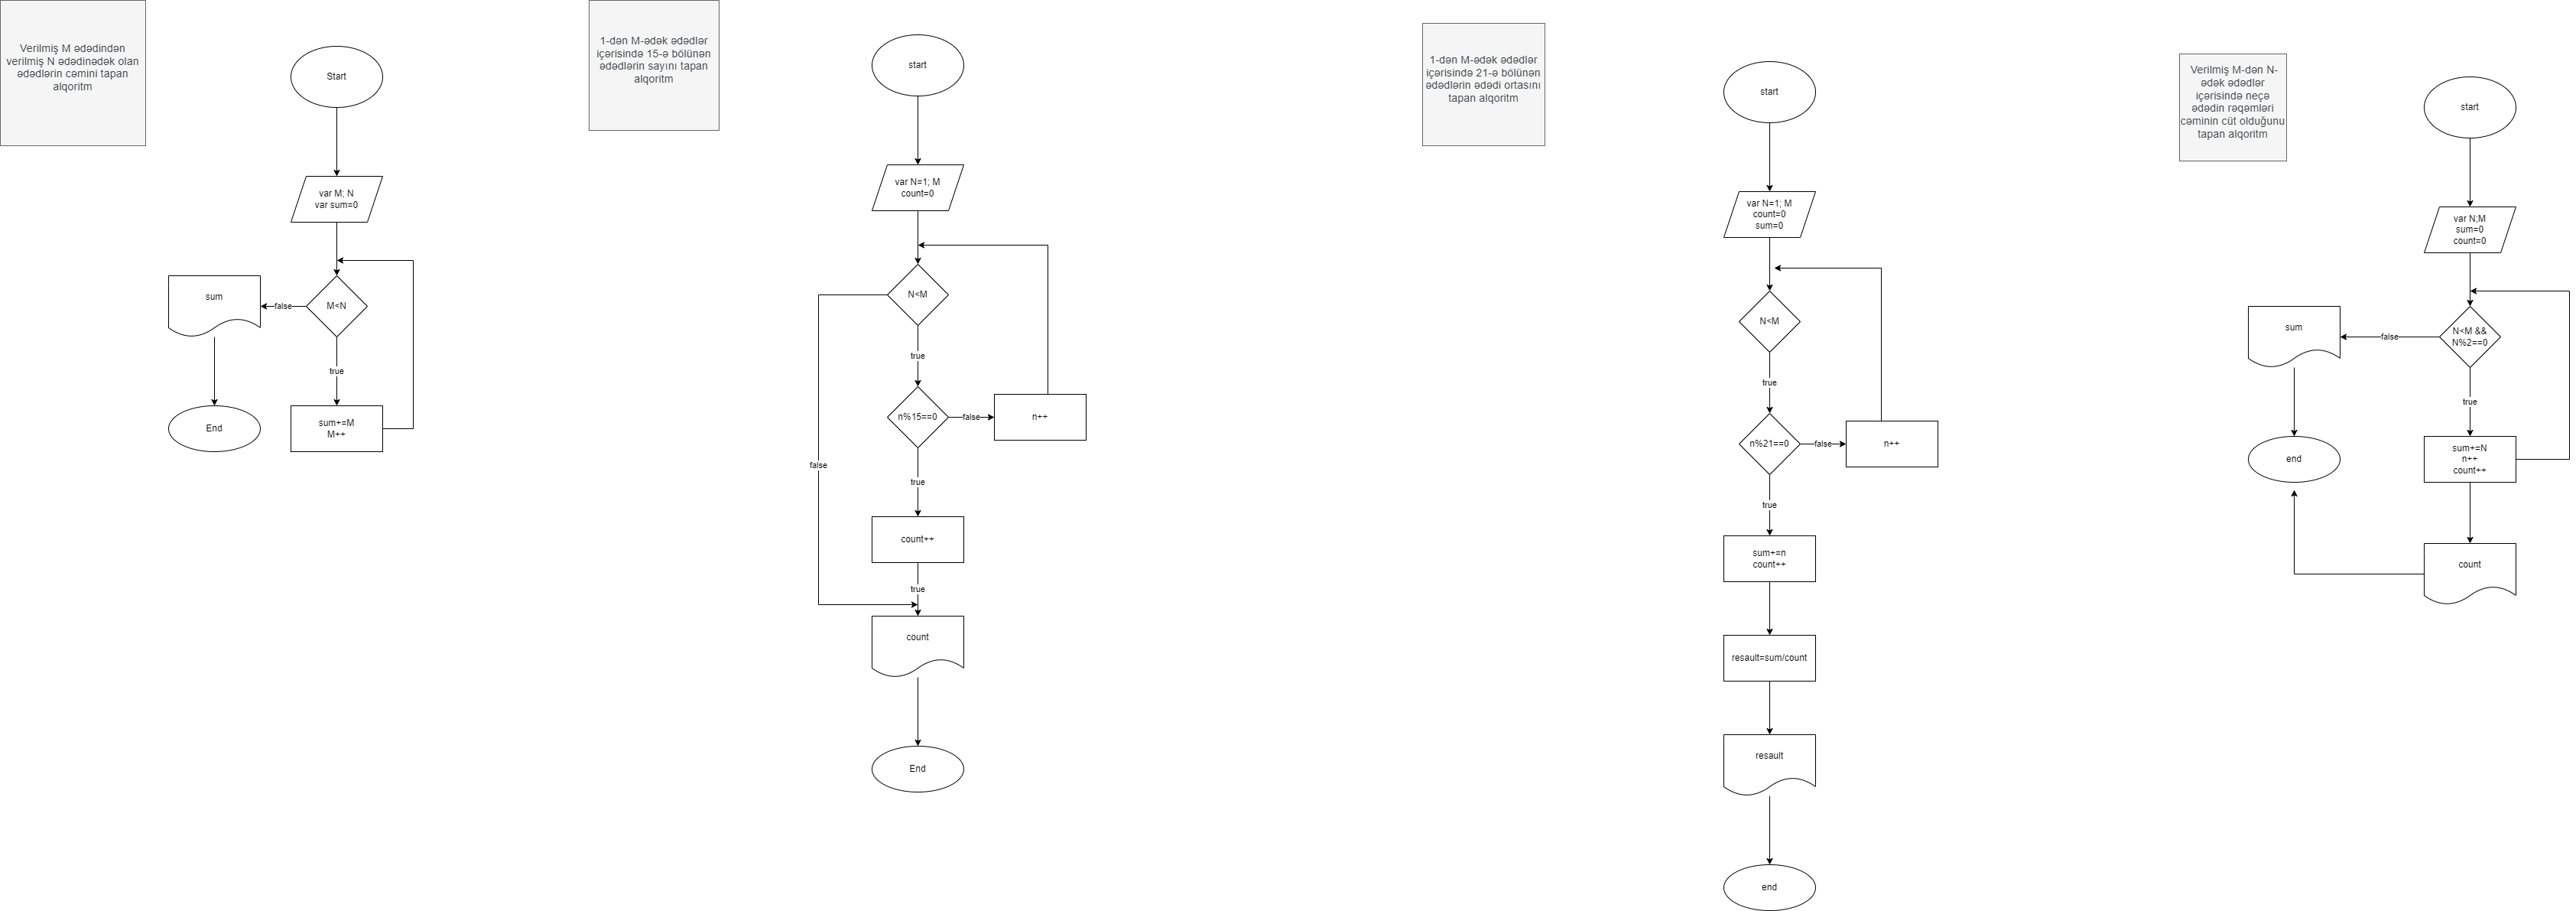 Verilmiş M ədədindən
verilmiş N ədədinədək olan
ədədlərin cəmini tapan
alqoritm
Start
var M; N
var sum=0
M<N
false
sum
End
true
sum+=M
M++
1-dən M-ədək ədədlər
içərisində 15-ə bölünən
ədədlərin sayını tapan
alqoritm
start
var N=1; M
count=0
N<M
true
n%15==0
false
n++
false
true
count++
true
count
End
1-dən M-ədək ədədlər
içərisində 21-ə bölünən
ədədlərin ədədi ortasını
tapan alqoritm
start
var N=1; M
count=0
sum=0
N<M
true
n%21==0
false
n++
true
sum+=n
count++
resault=sum/count
resault
end
Verilmiş M-dən N-
ədək ədədlər
içərisində neçə
ədədin rəqəmləri
cəminin cüt olduğunu
tapan alqoritm
start
var N;M
sum=0
count=0
N<M &&
N%2==0
false
sum
end
true
sum+=N
n++
count++
count